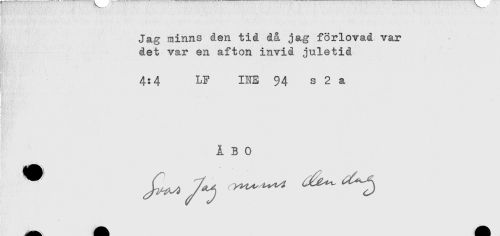 Jag minns den tid då jag förlovad var
det var en afton invid juletid
4:4 LF INE 94 s 2 a
Å B O
Svas Jag minns den dag